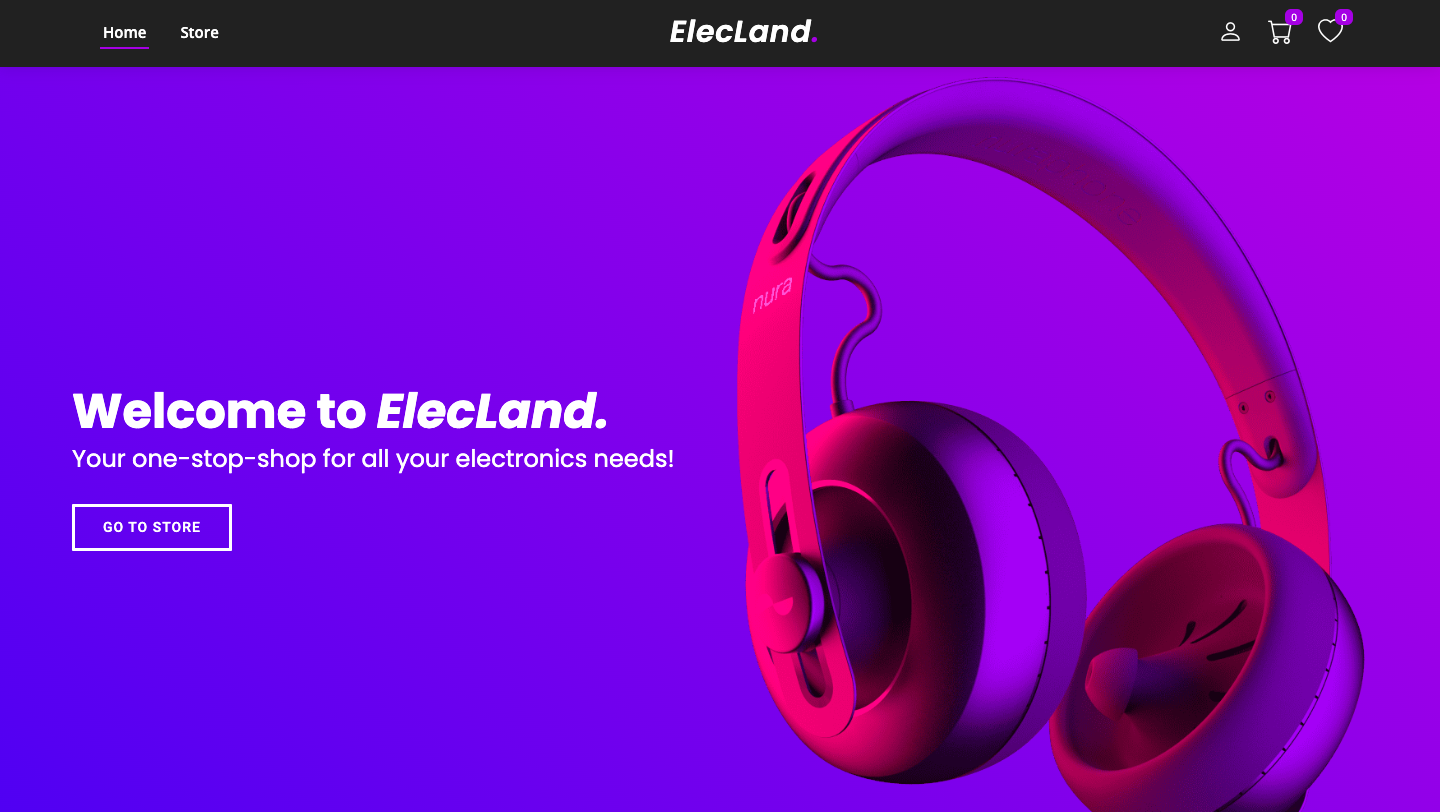 Home Store ElecLand. 0 0
nura
Welcome to ElecLand.
Your one-stop-shop for all your electronics needs!
GO TO STORE